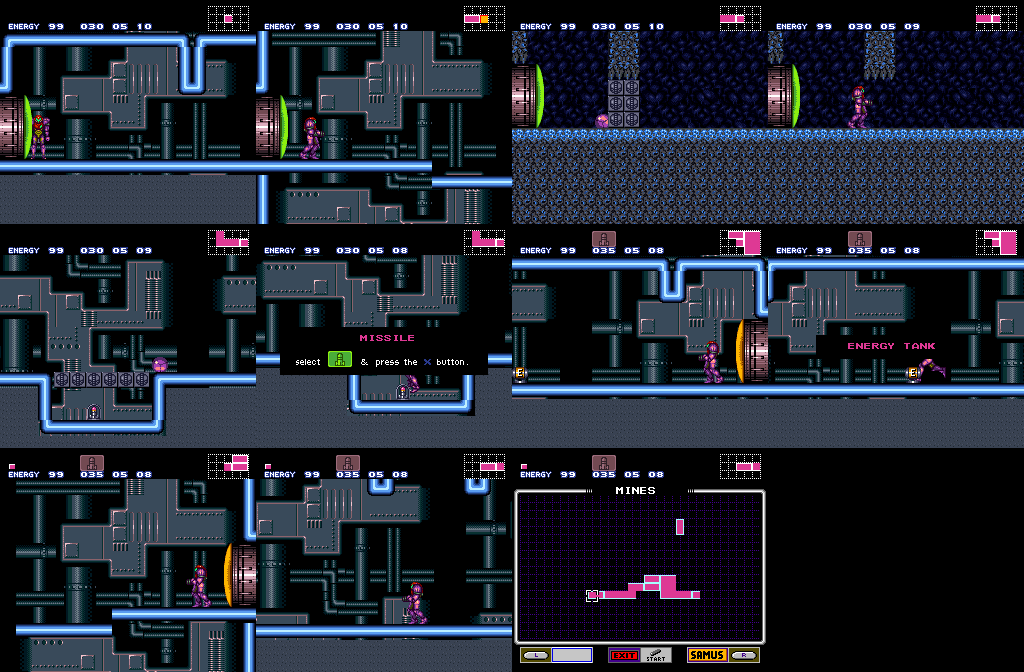 ENERGY 99 030 05 10
ENERGY 99 030 05 10
ENERGY 99 030 05 10
ENERGY 99 030 05 09
ENERGY 99 030 05 09
ENERGY 99 030 05 08
MISSILE
select & press the X button.
ENERGY 99 035 05 08
ENERGY 99 035 05 08
ENERGY TANK
ENERGY 99 035 05 08
ENERGY 99 035 05 08
ENERGY 99 035 05 08
MINES
L EXIT START SAMUS R